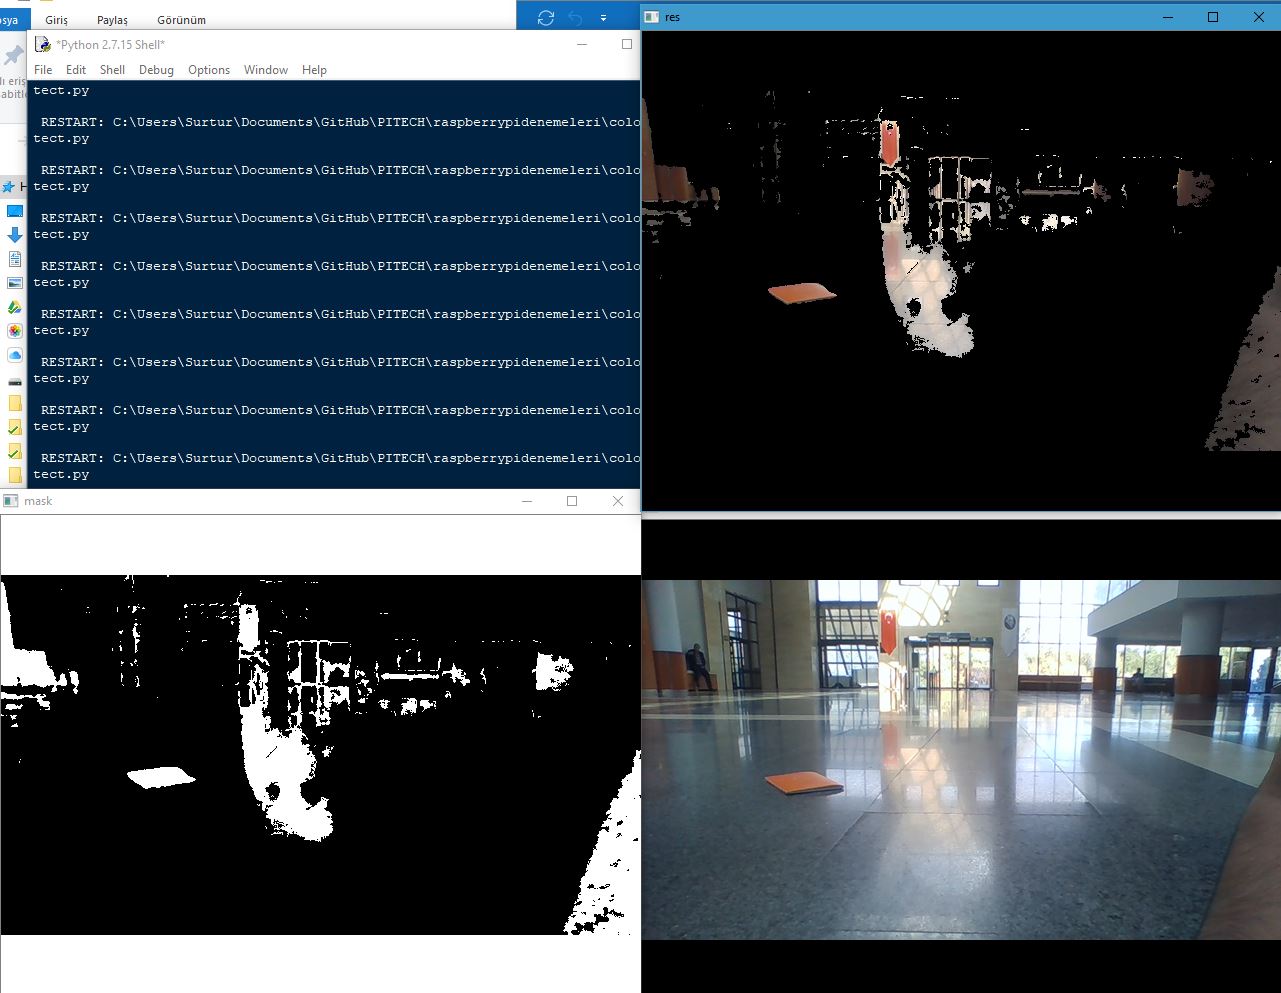 osya Giriş Paylaş Görünüm
*Python 2.7.15 Shell*
File Edit Shell Debug Options Window Help
tect.py
RESTART: C:\Users\Surtur\Documents\GitHub\PITECH\raspberrypidenemeleri\colo
tect.py
RESTART: C:\Users\Surtur\Documents\GitHub\PITECH\raspberrypidenemeleri\colo
tect.py
RESTART: C:\Users\Surtur\Documents\GitHub\PITECH\raspberrypidenemeleri\colo
tect.py
RESTART: C:\Users\Surtur\Documents\GitHub\PITECH\raspberrypidenemeleri\colo
tect.py
RESTART: C:\Users\Surtur\Documents\GitHub\PITECH\raspberrypidenemeleri\colo
tect.py
RESTART: C:\Users\Surtur\Documents\GitHub\PITECH\raspberrypidenemeleri\colo
tect.py
RESTART: C:\Users\Surtur\Documents\GitHub\PITECH\raspberrypidenemeleri\colo
tect.py
RESTART: C:\Users\Surtur\Documents\GitHub\PITECH\raspberrypidenemeleri\colo
tect.py
lı eriş
abitle
H
res
mask